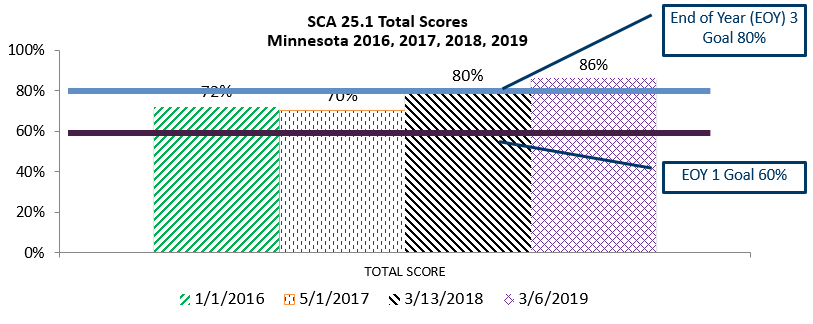 SCA 25.1 Total Scores
Minnesota 2016, 2017, 2018, 2019
End of Year (EOY) 3
Goal 80%
100%
80%
60%
40%
20%
0%
72%
70%
80%
86%
EOY 1 Goal 60%
TOTAL SCORE
1/1/2016
5/1/2017
3/13/2018
3/6/2019